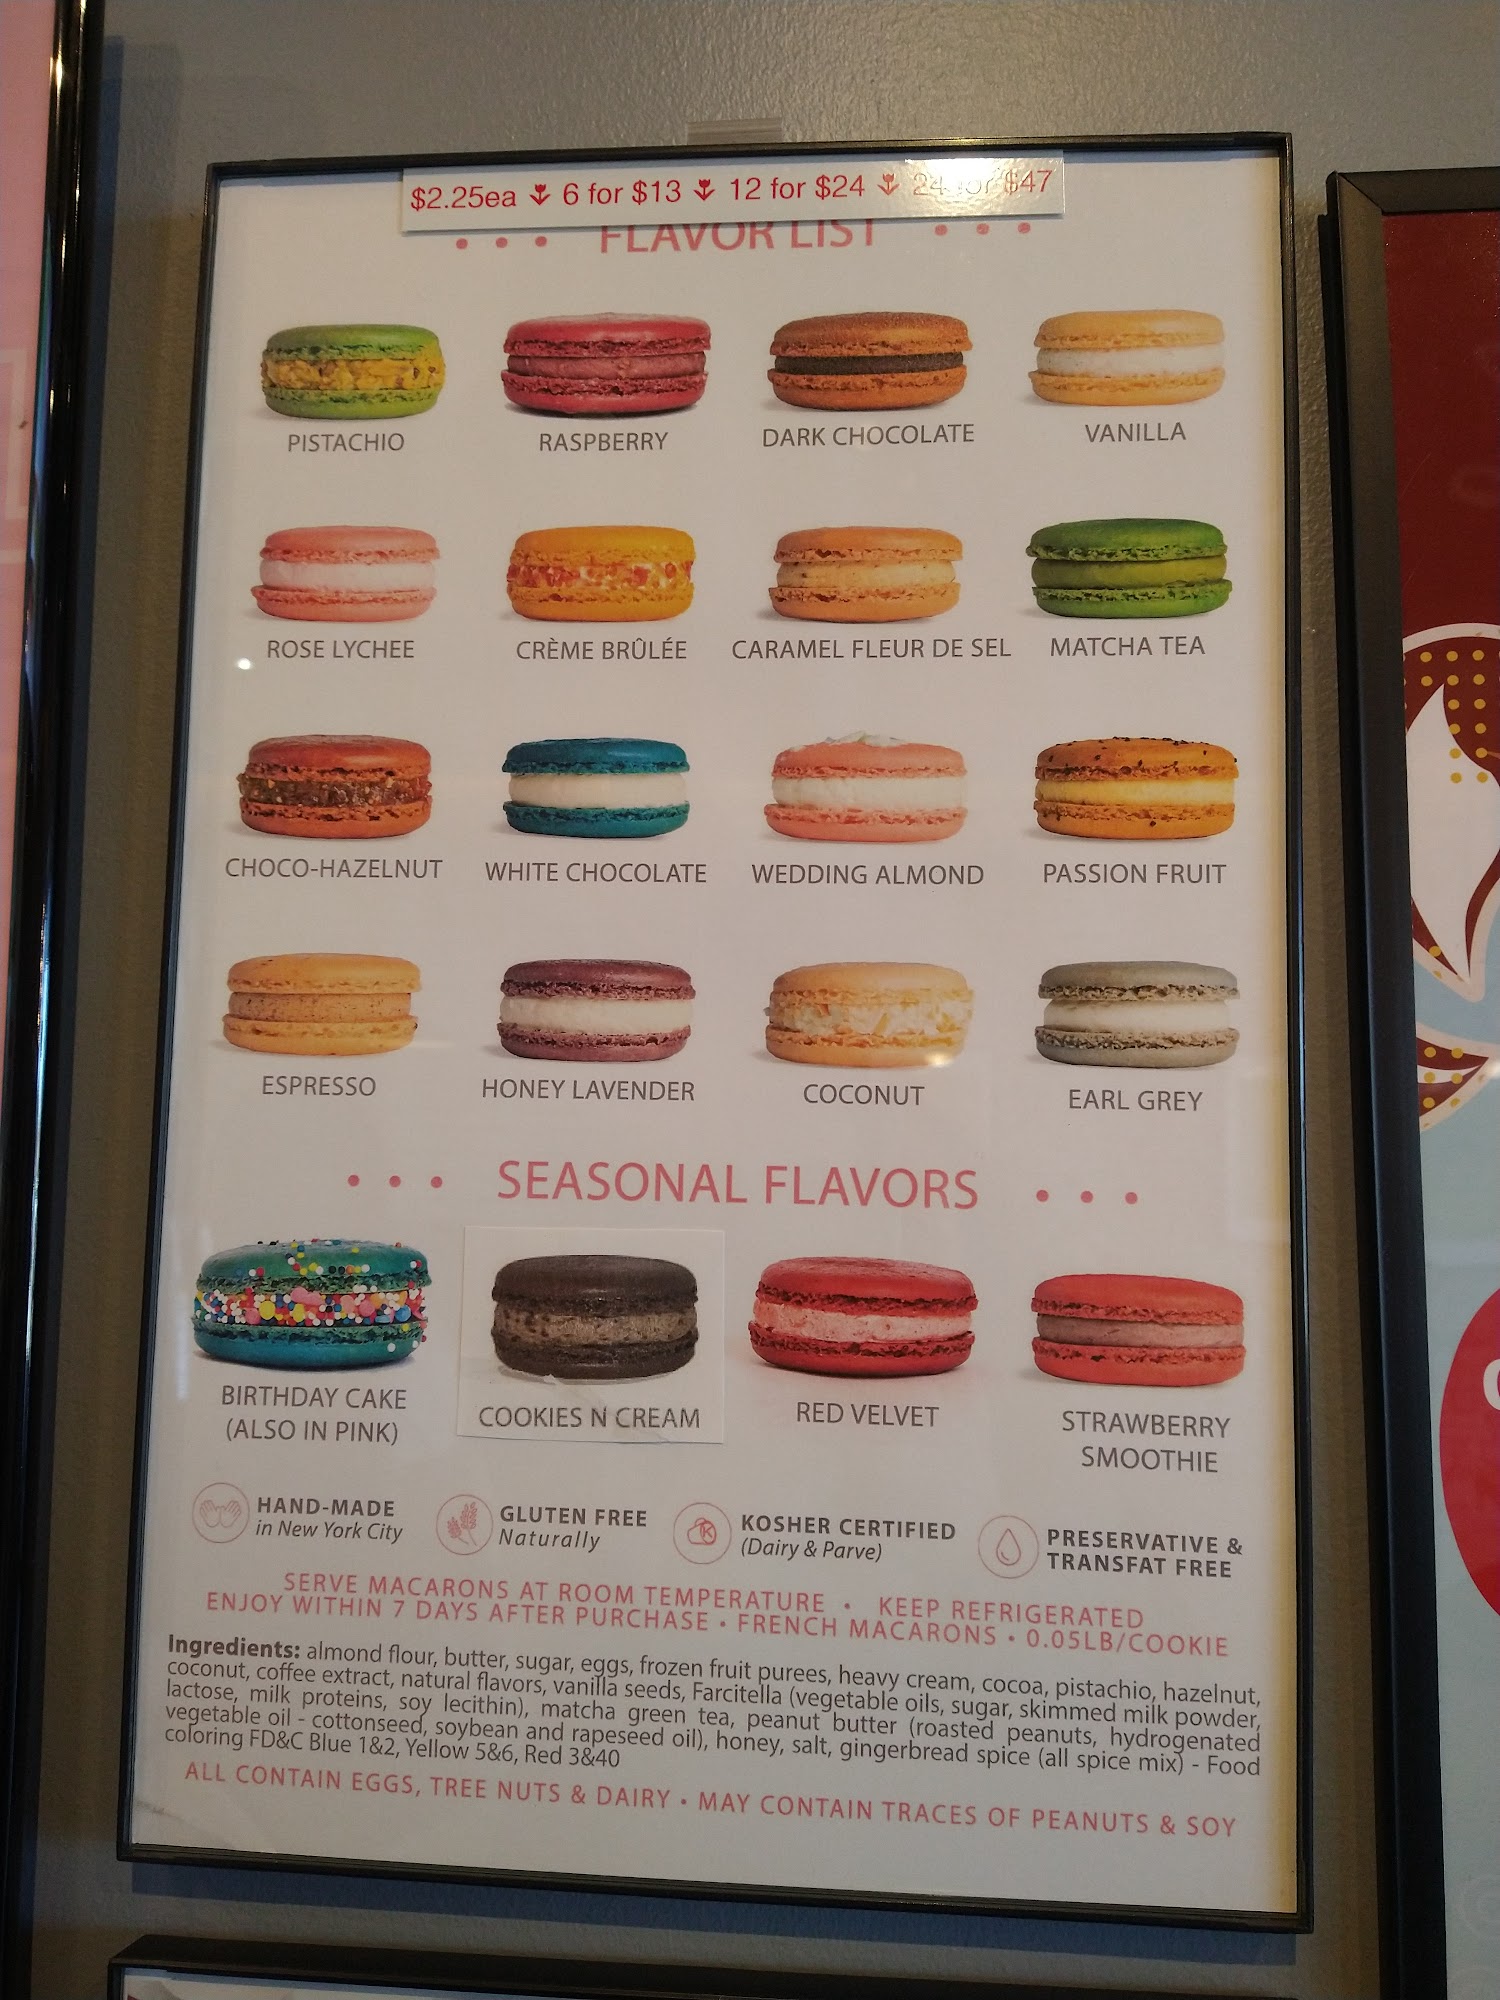 $2.25ea 6 for $13 12 for $24 24 for $47
FLAVOR LIST
PISTACHIO RASPBERRY DARK CHOCOLATE VANILLA
ROSE LYCHEE CRÈME BRÛLÉE CARAMEL FLEUR DE SEL MATCHA TEA
CHOCO-HAZELNUT WHITE CHOCOLATE WEDDING ALMOND PASSION FRUIT
ESPRESSO HONEY LAVENDER COCONUT EARL GREY
SEASONAL FLAVORS
BIRTHDAY CAKE
(ALSO IN PINK)
COOKIES N CREAM
RED VELVET
STRAWBERRY
SMOOTHIE
HAND-MADE
in New York City
GLUTEN FREE
Naturally
KOSHER CERTIFIED
(Dairy & Parve)
PRESERVATIVE &
TRANSFAT FREE
SERVE MACARONS AT ROOM TEMPERATURE • KEEP REFRIGERATED
ENJOY WITHIN 7 DAYS AFTER PURCHASE • FRENCH MACARONS • 0.05LB/COOKIE
Ingredients: almond flour, butter, sugar, eggs, frozen fruit purees, heavy cream, cocoa, pistachio, hazelnut,
coconut, coffee extract, natural flavors, vanilla seeds, Farcitella (vegetable oils, sugar, skimmed milk powder,
lactose, milk proteins, soy lecithin), matcha green tea, peanut butter (roasted peanuts, hydrogenated
vegetable oil - cottonseed, soybean and rapeseed oil), honey, salt, gingerbread spice (all spice mix) - Food
coloring FD&C Blue 1&2, Yellow 5&6, Red 3&40
ALL CONTAIN EGGS, TREE NUTS & DAIRY • MAY CONTAIN TRACES OF PEANUTS & SOY